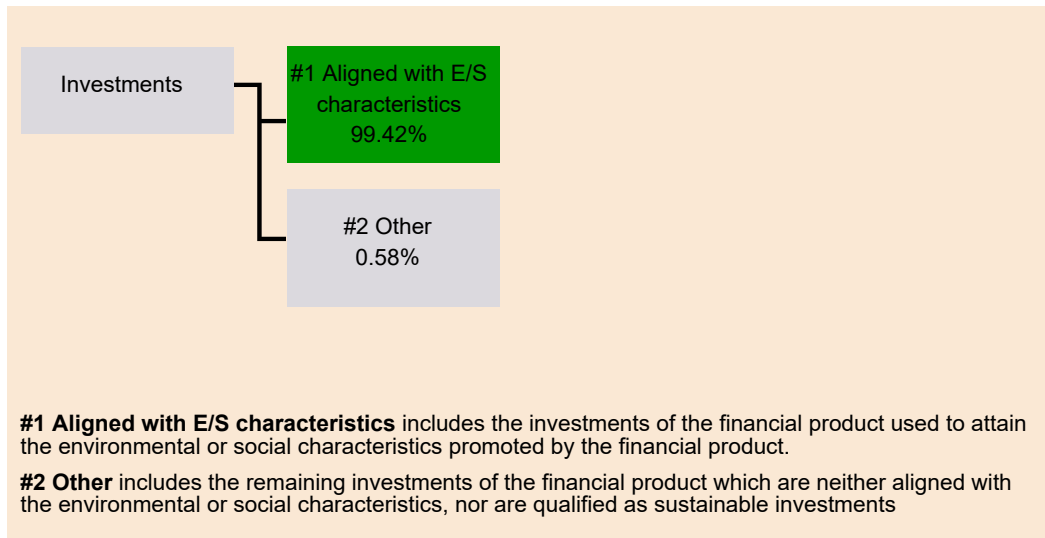 Investments
#1 Aligned with E/S
characteristics
99.42%
#2 Other
0.58%
#1 Aligned with E/S characteristics includes the investments of the financial product used to attain
the environmental or social characteristics promoted by the financial product.
#2 Other includes the remaining investments of the financial product which are neither aligned with
the environmental or social characteristics, nor are qualified as sustainable investments